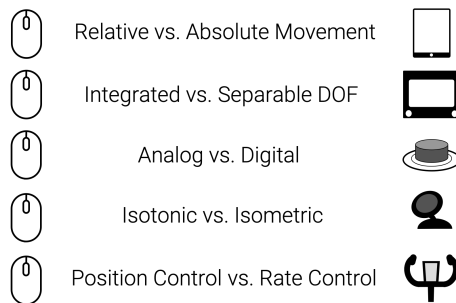 Relative vs. Absolute Movement
Integrated vs. Separable DOF
Analog vs. Digital
Isotonic vs. Isometric
Position Control vs. Rate Control